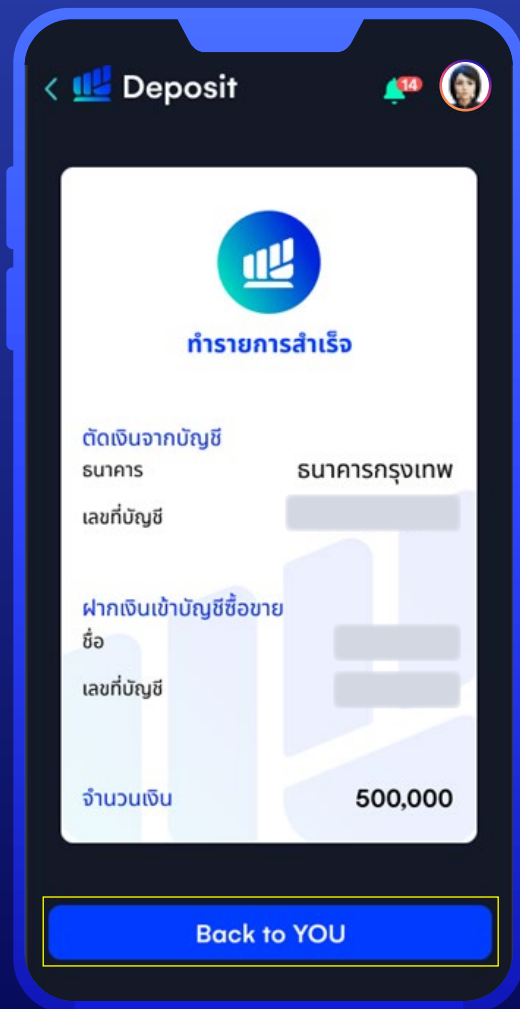 Deposit
14
ทำรายการสำเร็จ
ตัดเงินจากบัญชี
ธนาคาร ธนาคารกรุงเทพ
เลขที่บัญชี
ฝากเงินเข้าบัญชีซื้อขาย
ชื่อ
เลขที่บัญชี
จำนวนเงิน 500,000
Back to YOU